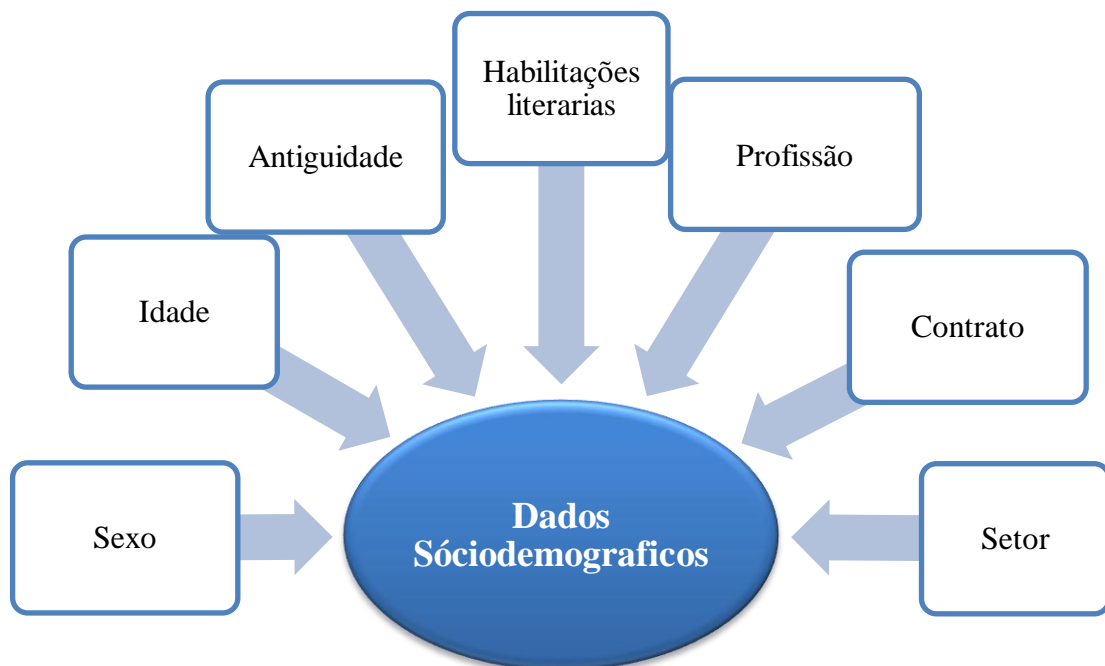 Habilitações
literarias
Antiguidade
Profissão
Idade
Contrato
Sexo
Dados
Sóciodemograficos
Setor